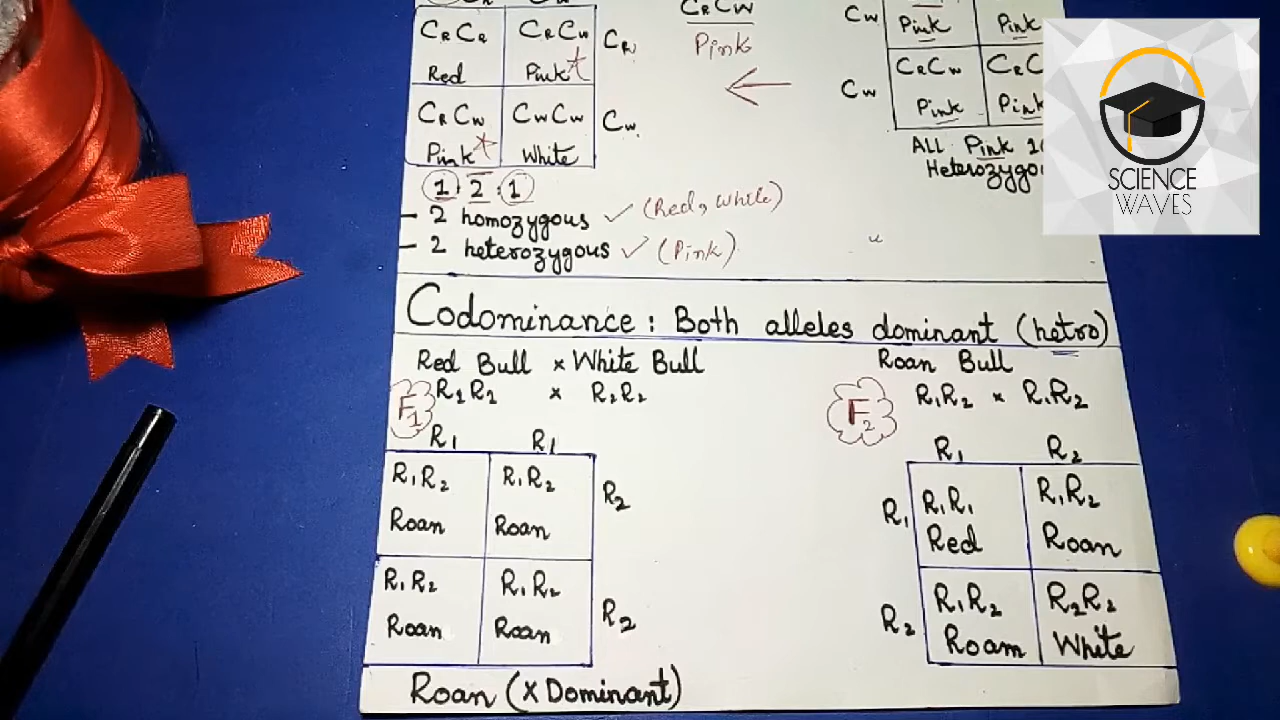 CRCR CRCW CR
Red Pink
CRCW CWCW CW
Pink White
1 : 2 : 1
- 2 homozygous ✓ (Red, White)
- 2 heterozygous ✓ (Pink)
CRCW
Pink
←
CW Pink Pink
CW CRCW
Pink Pink
ALL Pink
SCIENCE
WAVES
Codominance : Both alleles dominant (hetro)
Red Bull × White Bull
R1R1 × R2R2
F1
R1 R1
R1R2 R1R2 R2
Roan Roan
R1R2 R1R2 R2
Roan Roan
Roan (× Dominant)
Roan Bull
F2 R1R2 × R1R2
R1 R2
R1 R1R1 R1R2
Red Roan
R2 R1R2 R2R2
Roam White